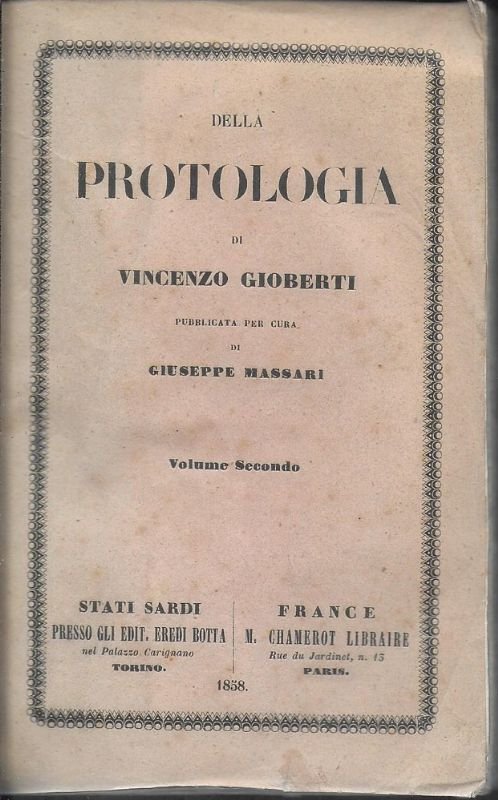 DELLA
PROTOLOGIA
DI
VINCENZO GIOBERTI
PUBBLICATA PER CURA
DI
GIUSEPPE MASSARI
Volume Secondo
STATI SARDI
PRESSO GLI EDIT. EREDI BOTTA
nel Palazzo Carignano
TORINO.
FRANCE
M. CHAMEROT LIBRAIRE
Rue du Jardinet, n. 13
PARIS.
1858.